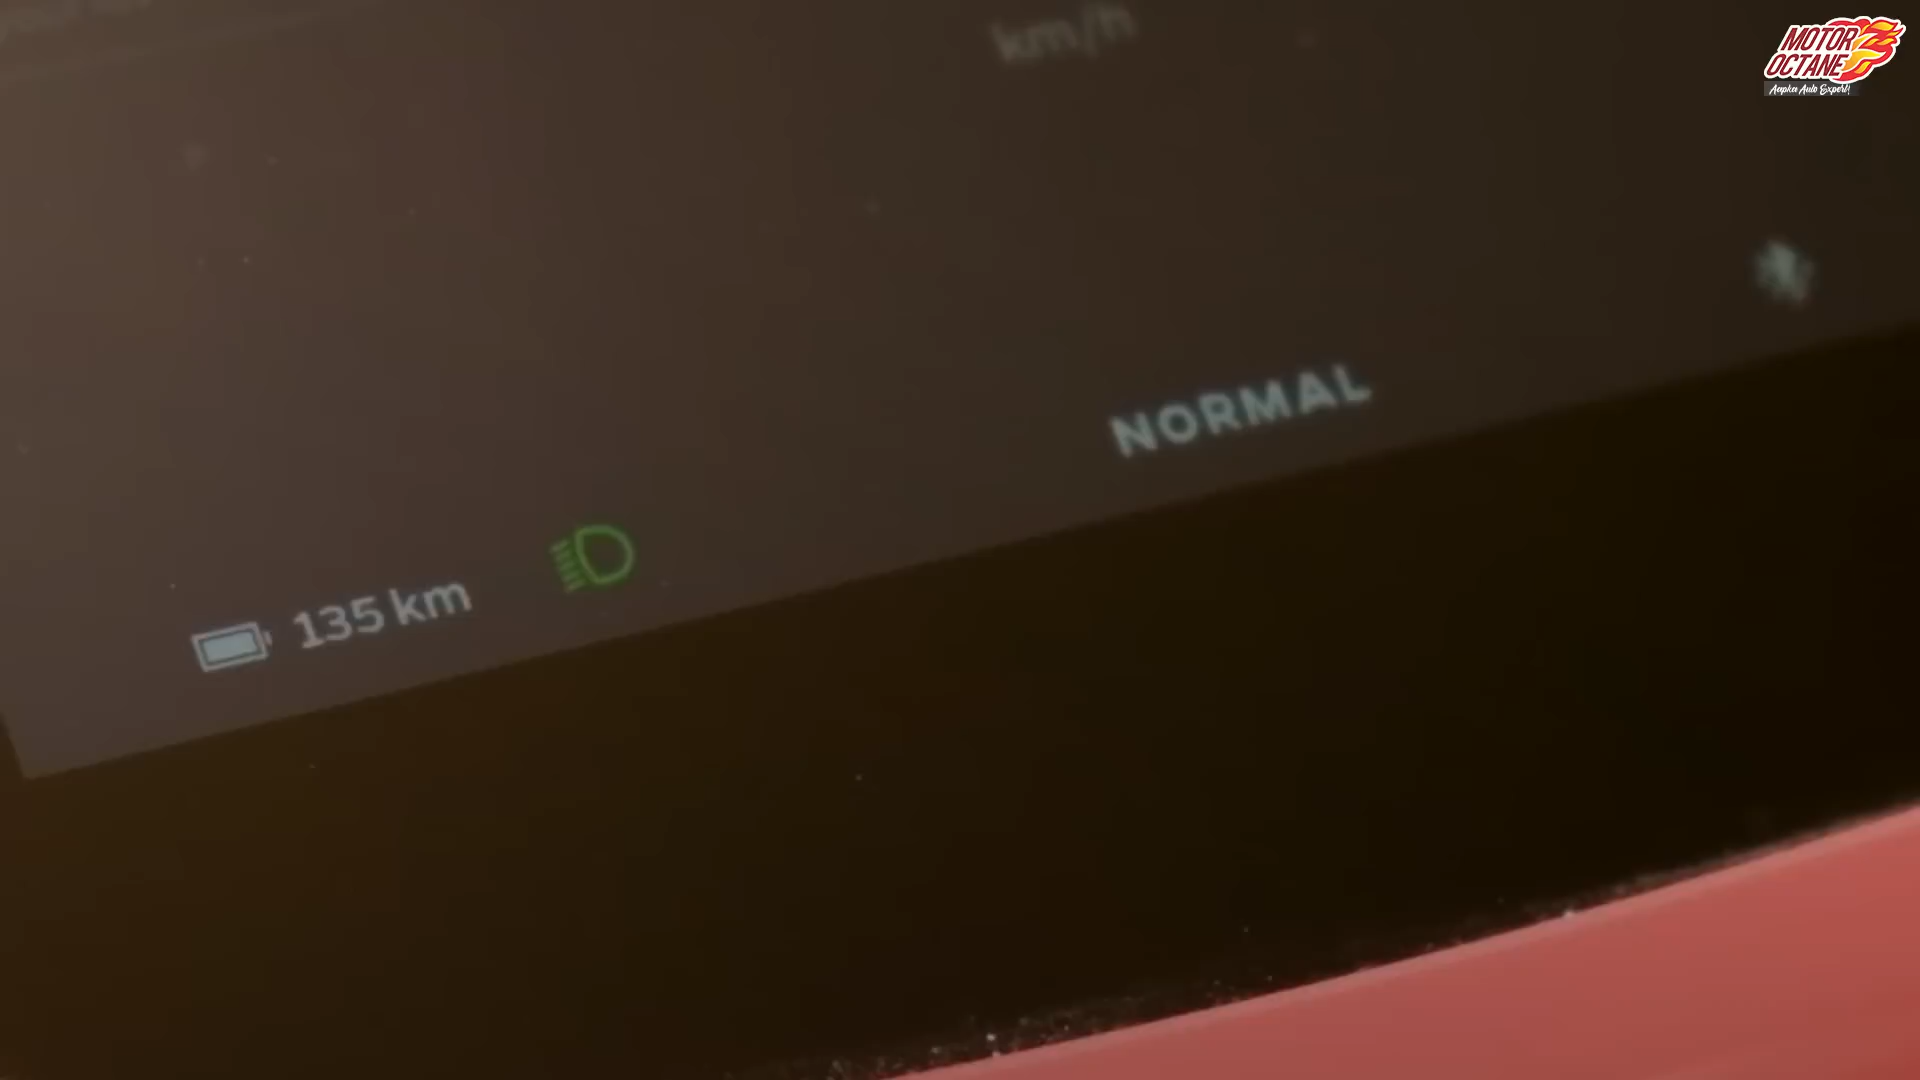 km/h
MOTOR
OCTANE
Aapka Auto Expert!
NORMAL
135 km